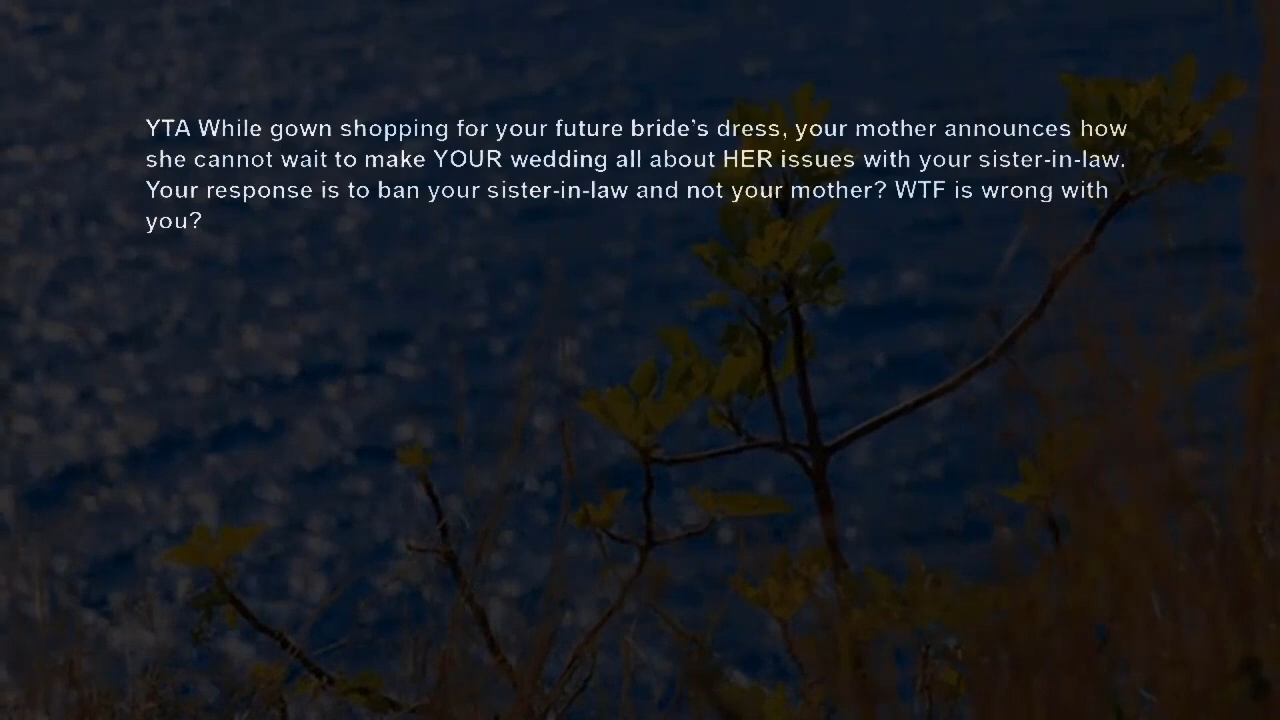 YTA While gown shopping for your future bride's dress, your mother announces how
she cannot wait to make YOUR wedding all about HER issues with your sister-in-law.
Your response is to ban your sister-in-law and not your mother? WTF is wrong with
you?